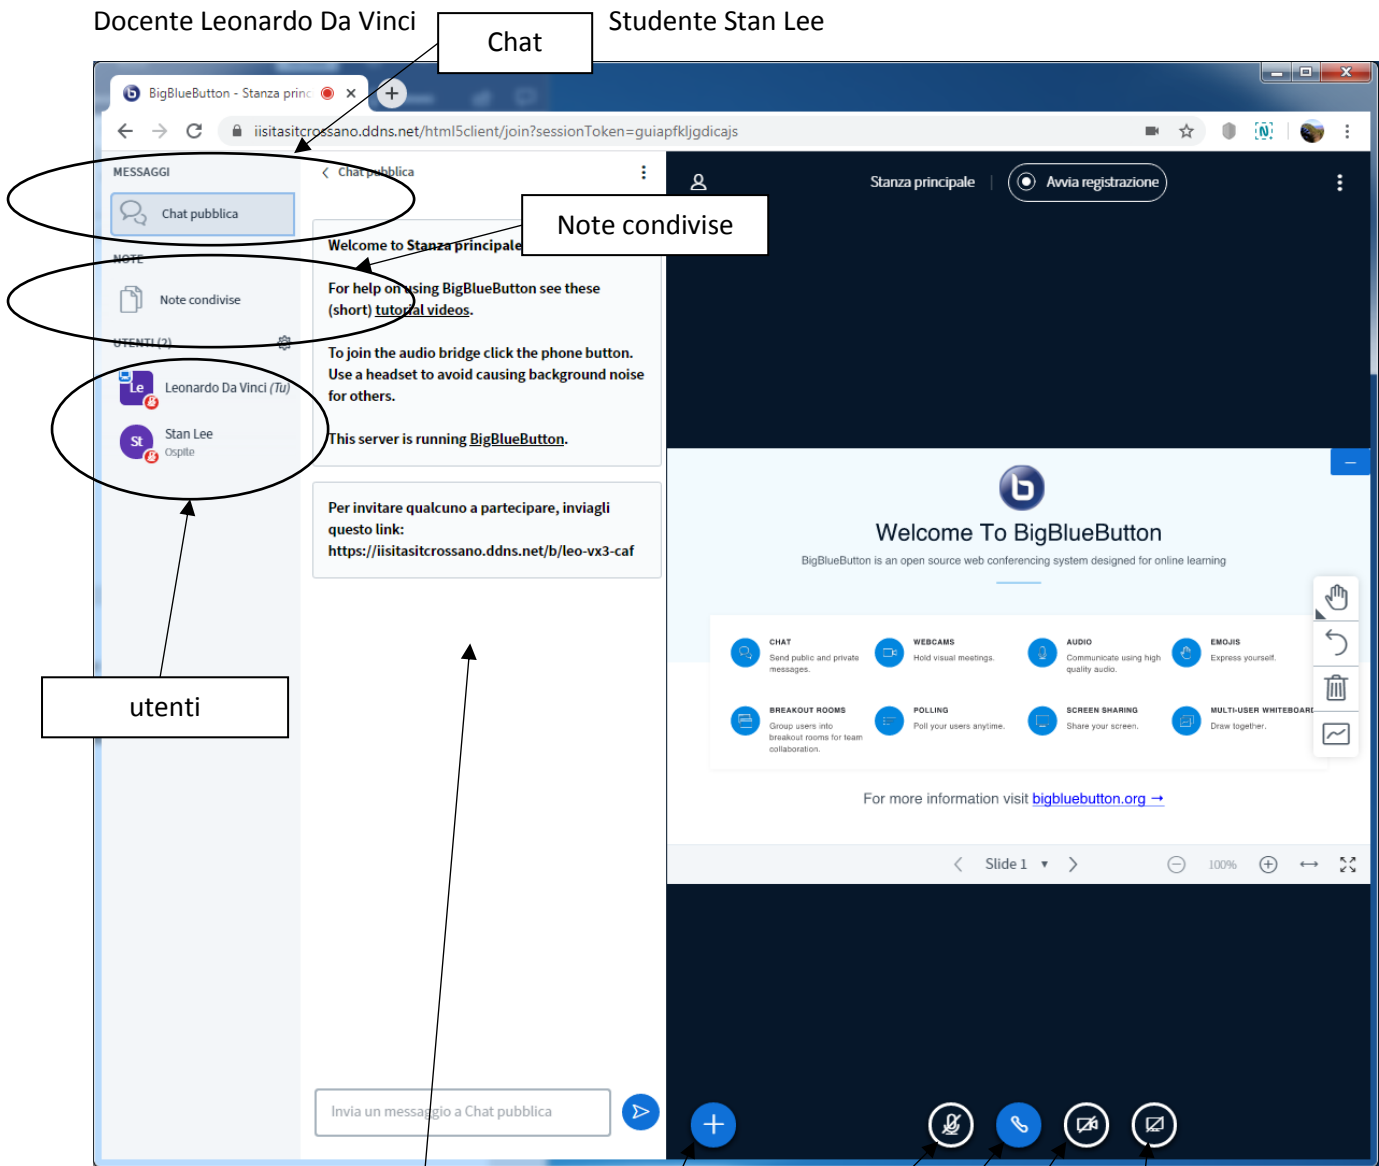 Docente Leonardo Da Vinci
Studente Stan Lee
Chat
BigBlueButton - Stanza princ
iisitasitcrossano.ddns.net/html5client/join?sessionToken=guiapfkljgdicajs
MESSAGGI
Chat pubblica
NOTE
Note condivise
UTENTI (2)
Le
Leonardo Da Vinci (Tu)
St
Stan Lee
Ospite
utenti
Chat pubblica
Note condivise
Welcome to Stanza principale
For help on using BigBlueButton see these
(short) tutorial videos.
To join the audio bridge click the phone button.
Use a headset to avoid causing background noise
for others.
This server is running BigBlueButton.
Per invitare qualcuno a partecipare, inviagli
questo link:
https://iisitasitcrossano.ddns.net/b/leo-vx3-caf
Invia un messaggio a Chat pubblica
Stanza principale
Avvia registrazione
Welcome To BigBlueButton
BigBlueButton is an open source web conferencing system designed for online learning
CHAT
Send public and private
messages.
WEBCAMS
Hold visual meetings.
AUDIO
Communicate using high
quality audio.
EMOJIS
Express yourself.
BREAKOUT ROOMS
Group users into
breakout rooms for team
collaboration.
POLLING
Poll your users anytime.
SCREEN SHARING
Share your screen.
MULTI-USER WHITEBOARD
Draw together.
For more information visit bigbluebutton.org →
Slide 1
100%